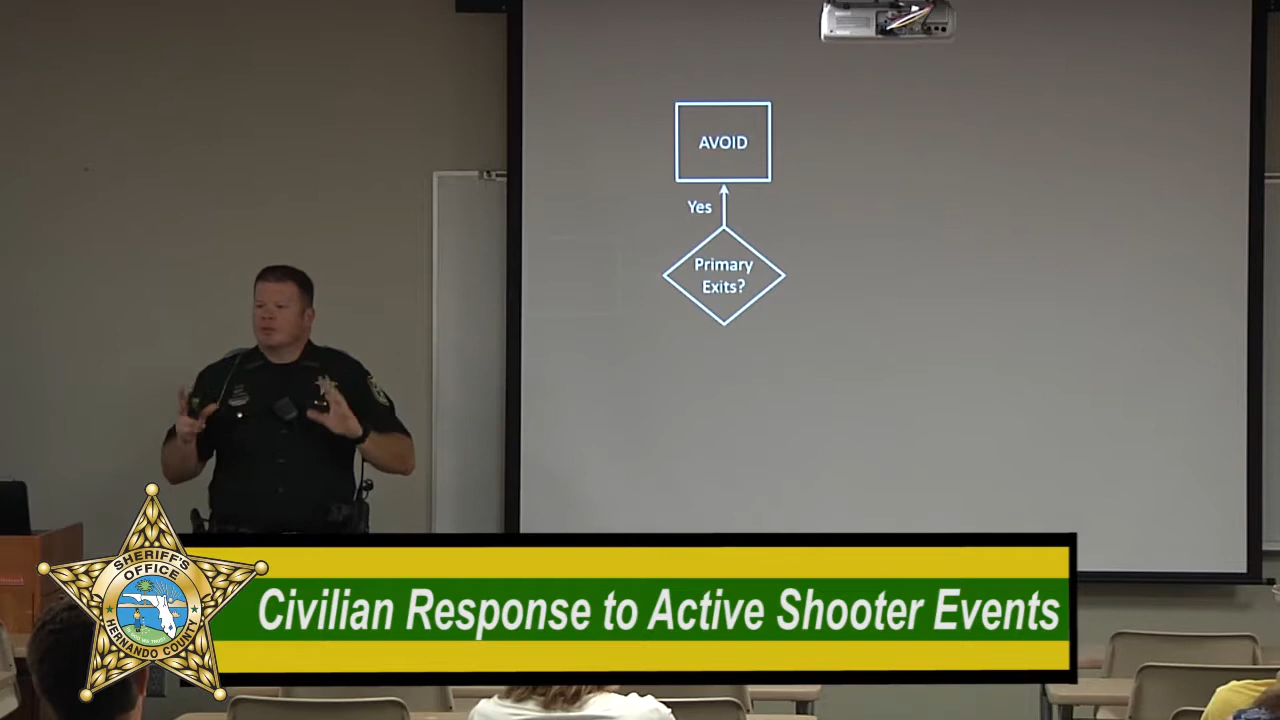 AVOID
Yes
Primary
Exits?
SHERIFF'S
OFFICE
HERNANDO COUNTY
Civilian Response to Active Shooter Events